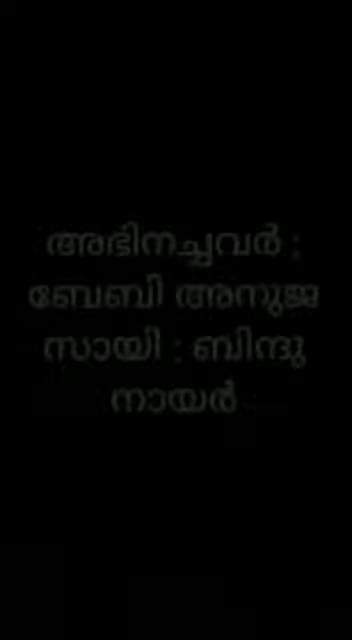 അഭിനച്ചവർ :
ബേബി അനുജ
സായി : ബിന്ദു
നായർ